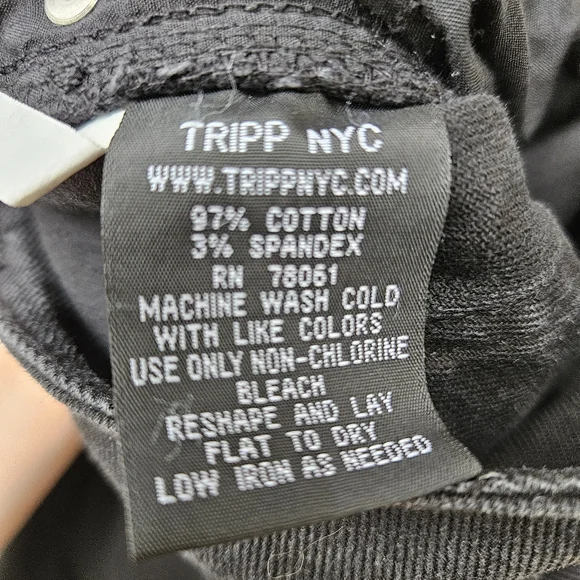 TRIPP NYC
WWW.TRIPPNYC.COM
97% COTTON
3% SPANDEX
RN 78061
MACHINE WASH COLD
WITH LIKE COLORS
USE ONLY NON-CHLORINE
BLEACH
RESHAPE AND LAY
FLAT TO DRY
LOW IRON AS NEEDED